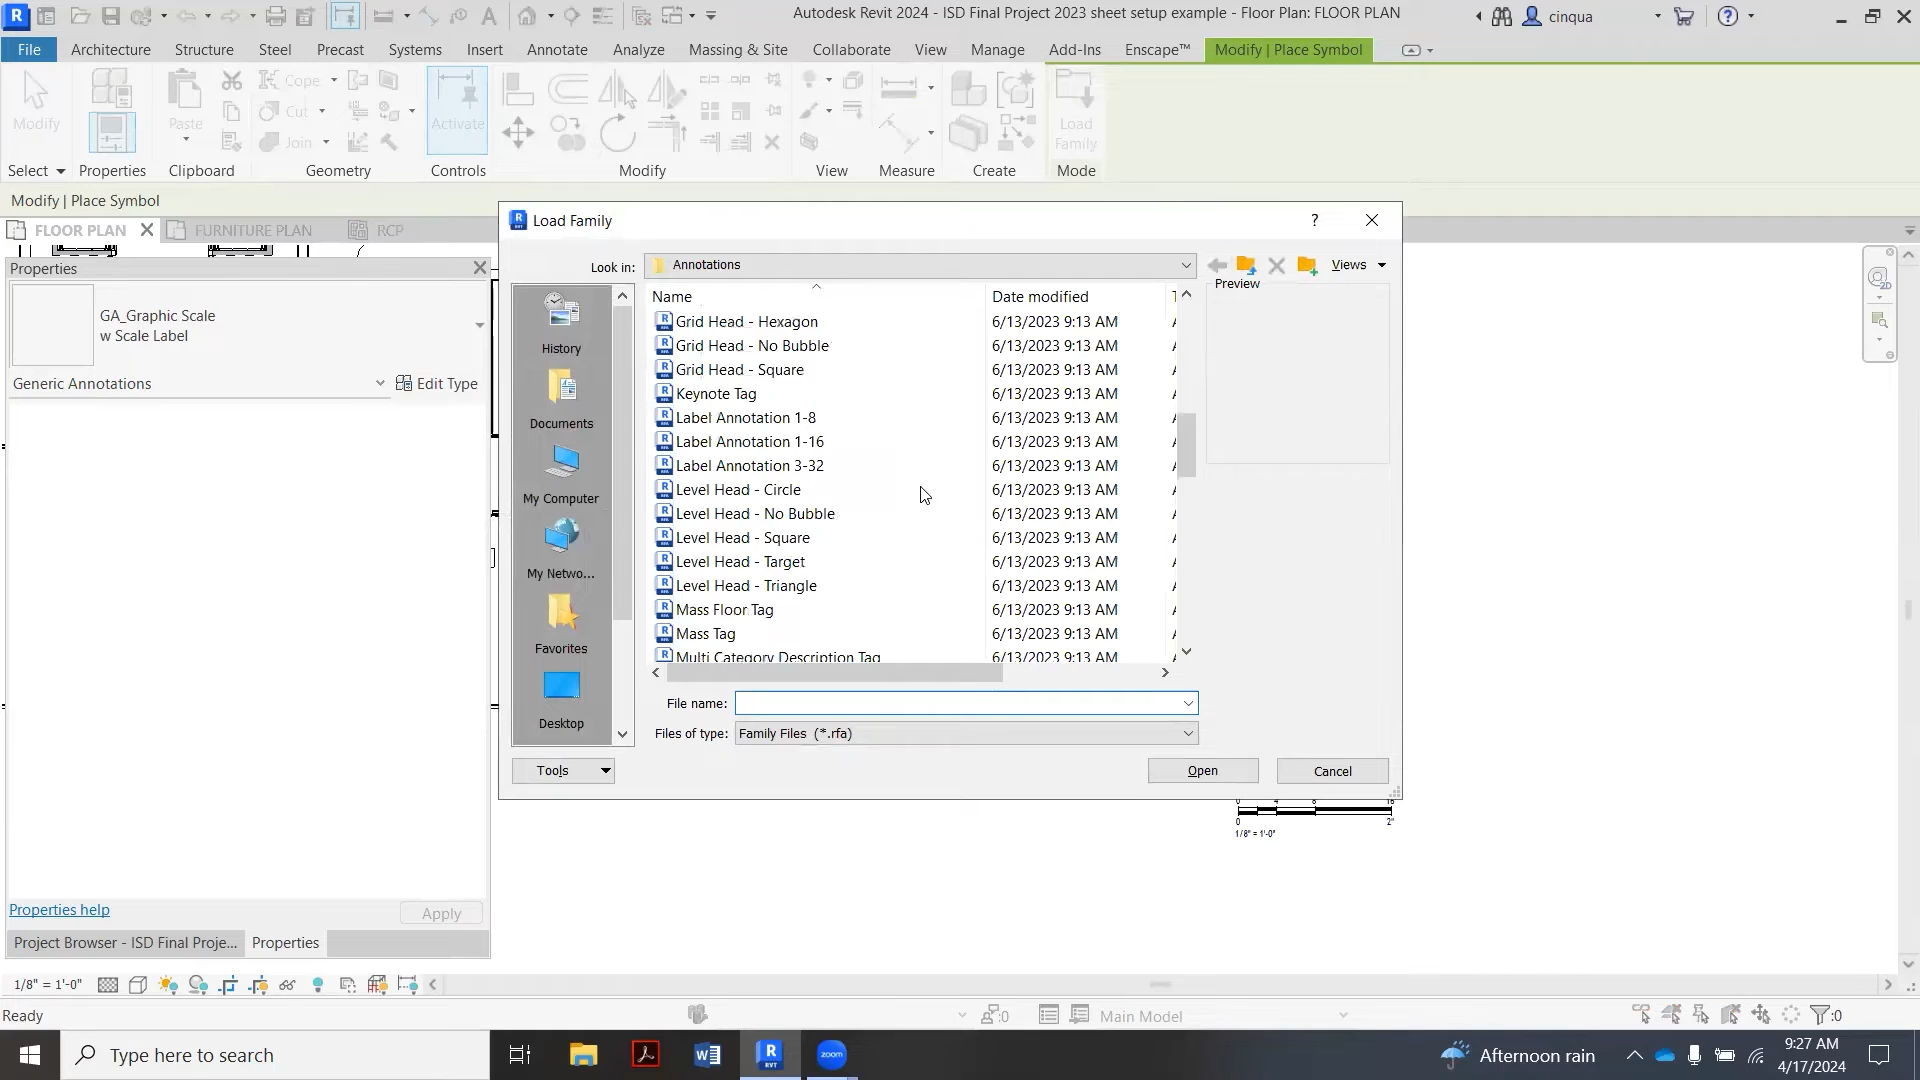 Autodesk Revit 2024 - ISD Final Project 2023 sheet setup example - Floor Plan: FLOOR PLAN
cinqua
File Architecture Structure Steel Precast Systems Insert Annotate Analyze Massing & Site Collaborate View Manage Add-Ins Enscape™ Modify | Place Symbol
Modify
Paste
Cope
Cut
Join
Activate
Load
Family
Select Properties Clipboard Geometry Controls Modify View Measure Create Mode
Modify | Place Symbol
FLOOR PLAN FURNITURE PLAN RCP
Properties
GA_Graphic Scale
w Scale Label
Generic Annotations Edit Type
Properties help Apply
Project Browser - ISD Final Proje... Properties
Load Family
Look in: Annotations Views
Preview
History
Documents
My Computer
My Netwo...
Favorites
Desktop
Name Date modified
Grid Head - Hexagon 6/13/2023 9:13 AM
Grid Head - No Bubble 6/13/2023 9:13 AM
Grid Head - Square 6/13/2023 9:13 AM
Keynote Tag 6/13/2023 9:13 AM
Label Annotation 1-8 6/13/2023 9:13 AM
Label Annotation 1-16 6/13/2023 9:13 AM
Label Annotation 3-32 6/13/2023 9:13 AM
Level Head - Circle 6/13/2023 9:13 AM
Level Head - No Bubble 6/13/2023 9:13 AM
Level Head - Square 6/13/2023 9:13 AM
Level Head - Target 6/13/2023 9:13 AM
Level Head - Triangle 6/13/2023 9:13 AM
Mass Floor Tag 6/13/2023 9:13 AM
Mass Tag 6/13/2023 9:13 AM
Multi Category Description Tag 6/13/2023 9:13 AM
File name:
Files of type: Family Files (*.rfa)
Tools Open Cancel
0 2"
1/8" = 1'-0"
1/8" = 1'-0"
Ready :0 Main Model :0
Type here to search
zoom
Afternoon rain
9:27 AM
4/17/2024